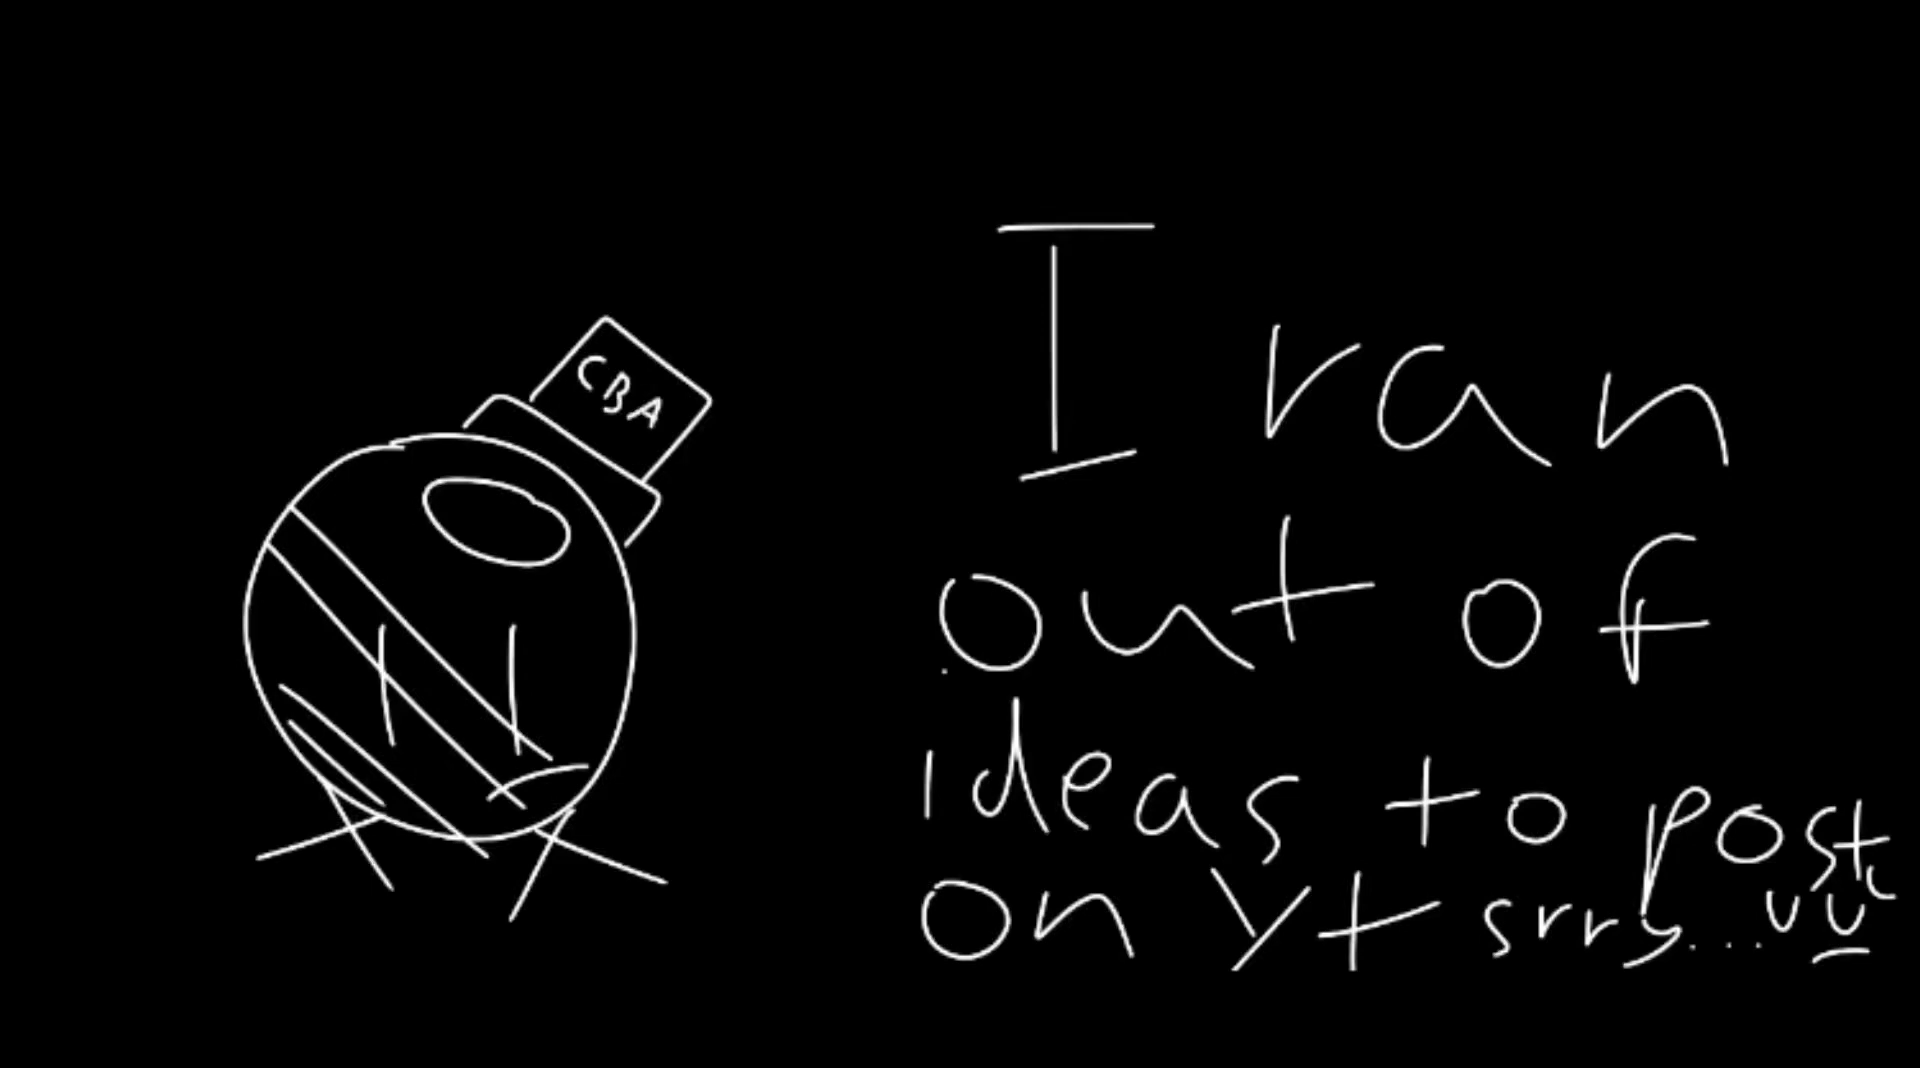 CBA
I ran
out of
ideas to post
on Yt srry...